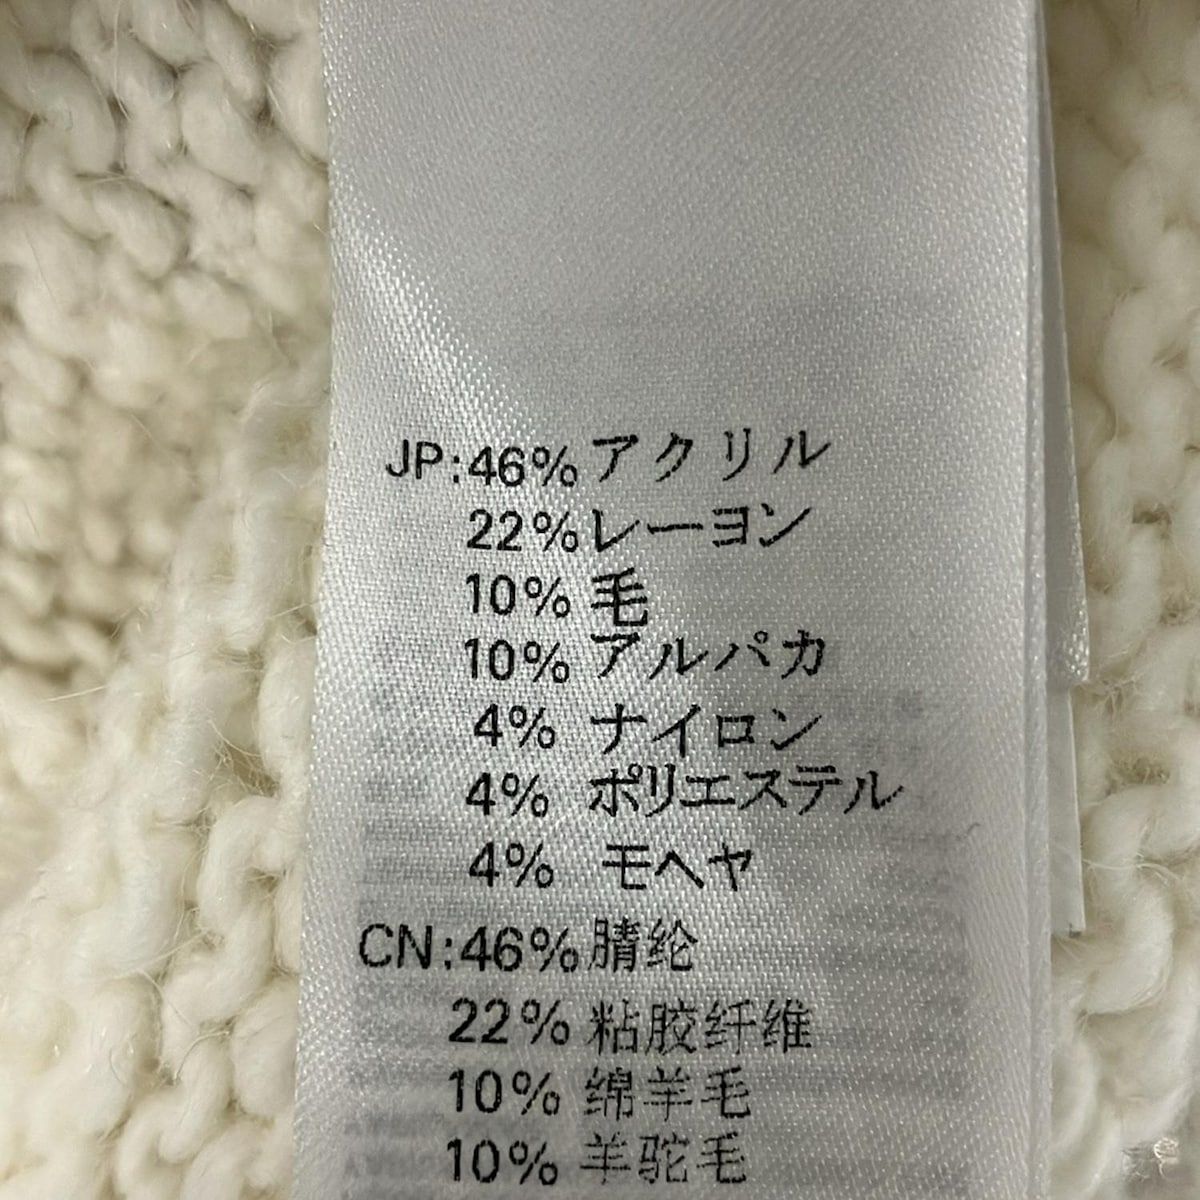 JP:46%アクリル
22%レーヨン
10%毛
10%アルパカ
4%ナイロン
4%ポリエステル
4%モヘヤ
CN:46%腈纶
22%粘胶纤维
10%绵羊毛
10%羊驼毛